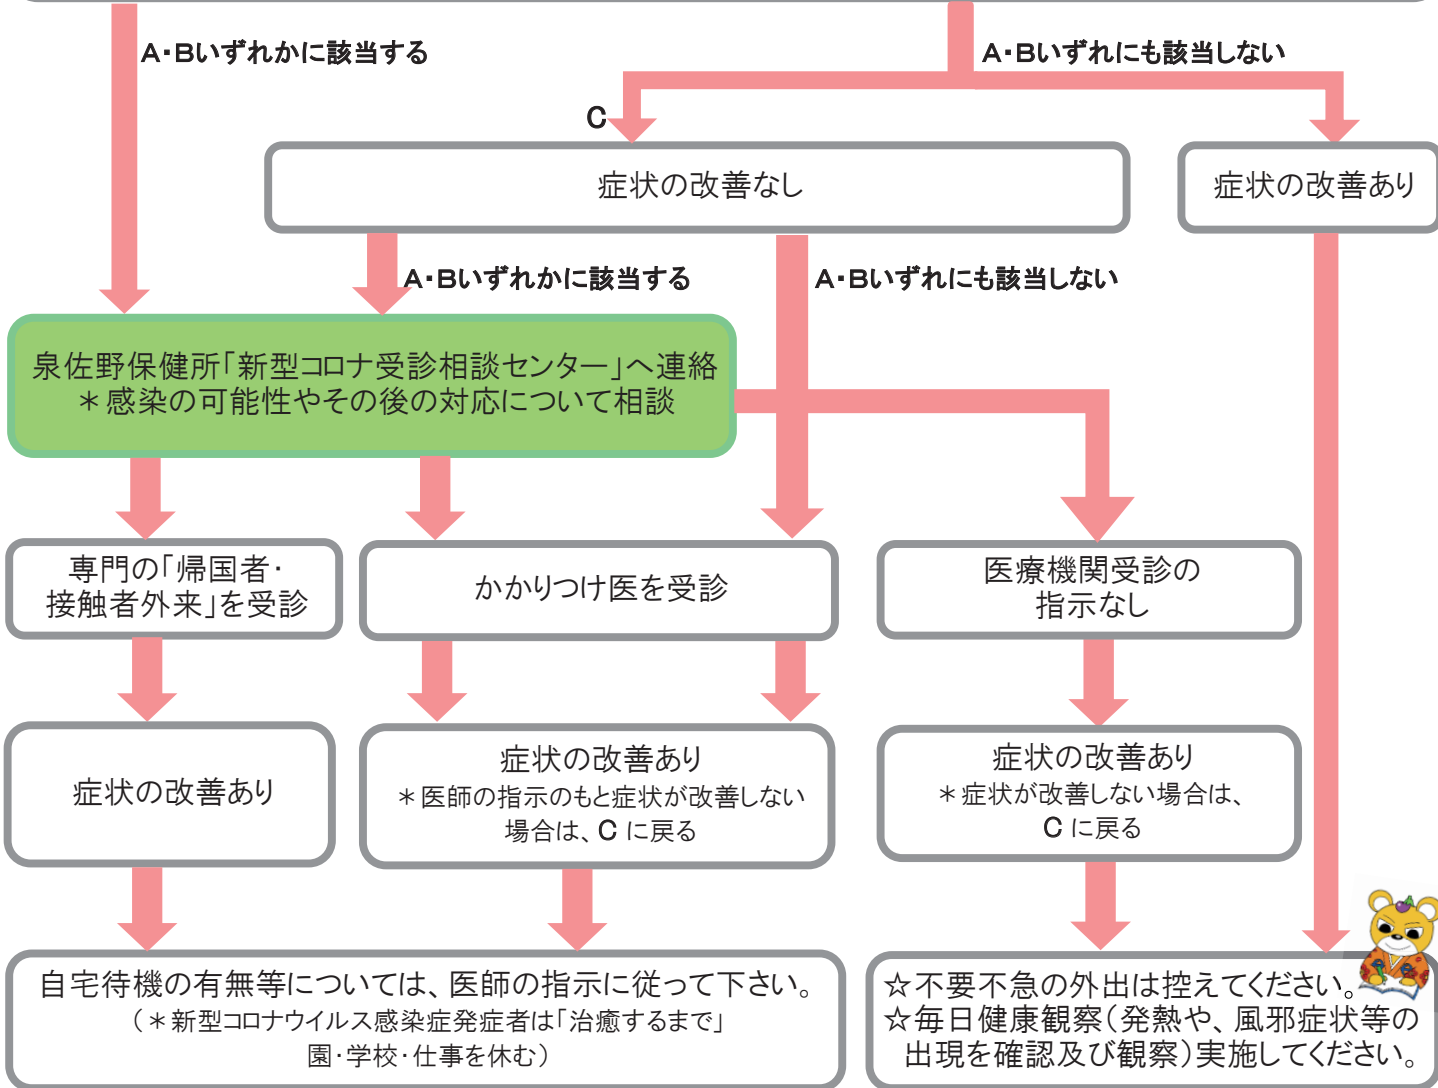 A・Bいずれかに該当する
A・Bいずれにも該当しない
C
症状の改善なし
症状の改善あり
A・Bいずれかに該当する
A・Bいずれにも該当しない
泉佐野保健所「新型コロナ受診相談センター」へ連絡
＊感染の可能性やその後の対応について相談
専門の「帰国者・
接触者外来」を受診
かかりつけ医を受診
医療機関受診の
指示なし
症状の改善あり
症状の改善あり
＊医師の指示のもと症状が改善しない
場合は、C に戻る
症状の改善あり
＊症状が改善しない場合は、
C に戻る
自宅待機の有無等については、医師の指示に従って下さい。
（＊新型コロナウイルス感染症発症者は「治癒するまで」
園・学校・仕事を休む）
☆不要不急の外出は控えてください。
☆毎日健康観察（発熱や、風邪症状等の
出現を確認及び観察）実施してください。